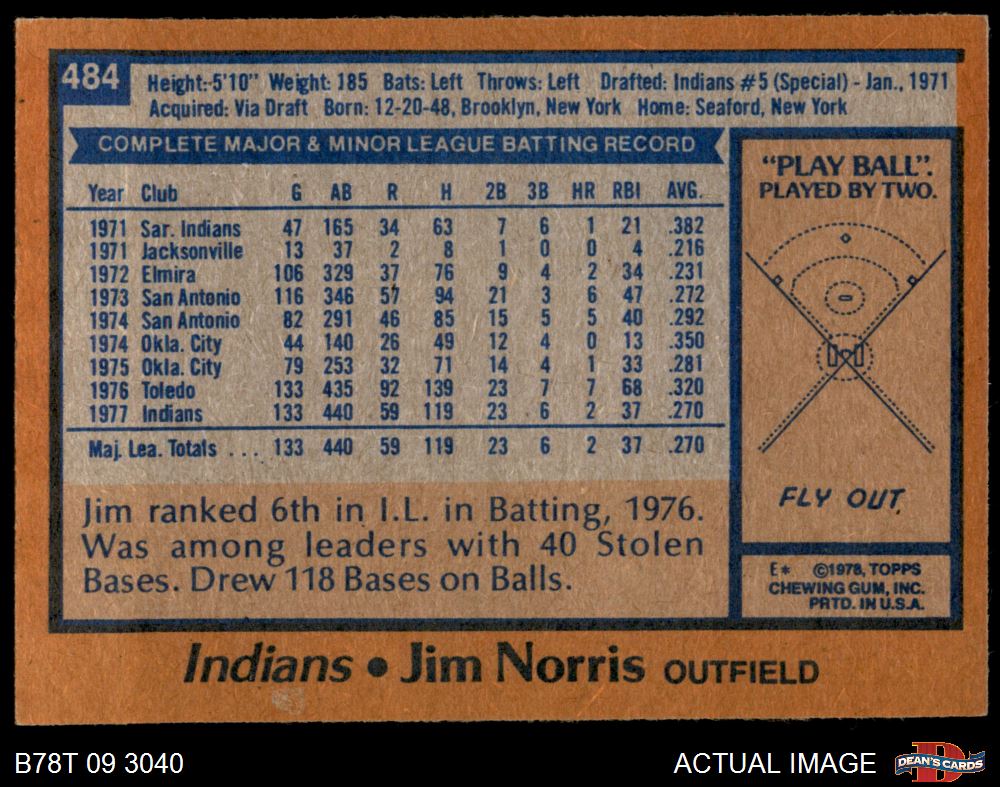 484
Height:-5'10" Weight: 185 Bats: Left Throws: Left Drafted: Indians #5 (Special) - Jan., 1971
Acquired: Via Draft Born: 12-20-48, Brooklyn, New York Home: Seaford, New York
COMPLETE MAJOR & MINOR LEAGUE BATTING RECORD
Year Club G AB R H 2B 3B HR RBI AVG.
1971 Sar. Indians 47 165 34 63 7 6 1 21 .382
1971 Jacksonville 13 37 2 8 1 0 0 4 .216
1972 Elmira 106 329 37 76 9 4 2 34 .231
1973 San Antonio 116 346 57 94 21 3 6 47 .272
1974 San Antonio 82 291 46 85 15 5 5 40 .292
1974 Okla. City 44 140 26 49 12 4 0 13 .350
1975 Okla. City 79 253 32 71 14 4 1 33 .281
1976 Toledo 133 435 92 139 23 7 7 68 .320
1977 Indians 133 440 59 119 23 6 2 37 .270
Maj. Lea. Totals ... 133 440 59 119 23 6 2 37 .270
Jim ranked 6th in I.L. in Batting, 1976.
Was among leaders with 40 Stolen
Bases. Drew 118 Bases on Balls.
"PLAY BALL".
PLAYED BY TWO.
FLY OUT.
E* ©1978, TOPPS
CHEWING GUM, INC.
PRTD. IN U.S.A.
Indians • Jim Norris OUTFIELD
B78T 09 3040
ACTUAL IMAGE
D
DEAN'S CARDS